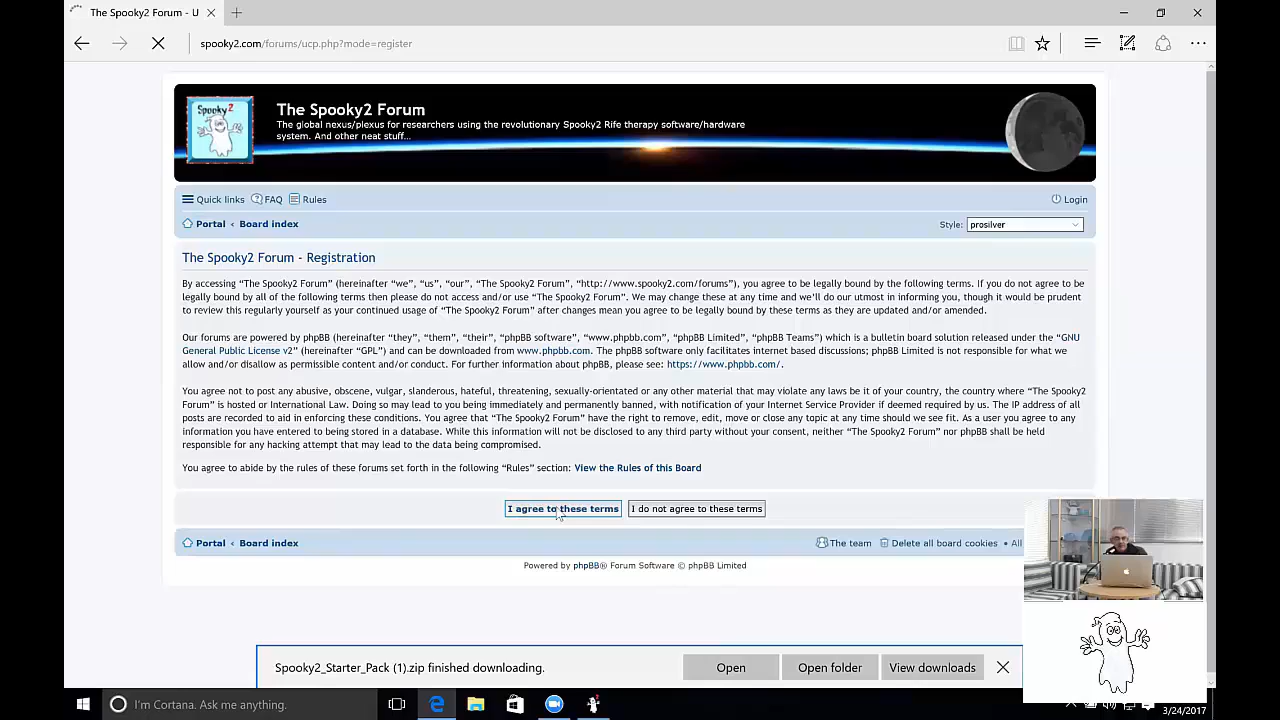 The Spooky2 Forum - U
spooky2.com/forums/ucp.php?mode=register
Spooky2
The Spooky2 Forum
The global nexus/plexus for researchers using the revolutionary Spooky2 Rife therapy software/hardware
system. And other neat stuff...
Quick links FAQ Rules Login
Portal ‹ Board index Style: prosilver
The Spooky2 Forum - Registration
By accessing “The Spooky2 Forum” (hereinafter “we”, “us”, “our”, “The Spooky2 Forum”, “http://www.spooky2.com/forums”), you agree to be legally bound by the following terms. If you do not agree to be
legally bound by all of the following terms then please do not access and/or use “The Spooky2 Forum”. We may change these at any time and we’ll do our utmost in informing you, though it would be prudent
to review this regularly yourself as your continued usage of “The Spooky2 Forum” after changes mean you agree to be legally bound by these terms as they are updated and/or amended.
Our forums are powered by phpBB (hereinafter “they”, “them”, “their”, “phpBB software”, “www.phpbb.com”, “phpBB Limited”, “phpBB Teams”) which is a bulletin board solution released under the “GNU
General Public License v2” (hereinafter “GPL”) and can be downloaded from www.phpbb.com. The phpBB software only facilitates internet based discussions; phpBB Limited is not responsible for what we
allow and/or disallow as permissible content and/or conduct. For further information about phpBB, please see: https://www.phpbb.com/.
You agree not to post any abusive, obscene, vulgar, slanderous, hateful, threatening, sexually-orientated or any other material that may violate any laws be it of your country, the country where “The Spooky2
Forum” is hosted or International Law. Doing so may lead to you being immediately and permanently banned, with notification of your Internet Service Provider if deemed required by us. The IP address of all
posts are recorded to aid in enforcing these conditions. You agree that “The Spooky2 Forum” have the right to remove, edit, move or close any topic at any time should we see fit. As a user you agree to any
information you have entered to being stored in a database. While this information will not be disclosed to any third party without your consent, neither “The Spooky2 Forum” nor phpBB shall be held
responsible for any hacking attempt that may lead to the data being compromised.
You agree to abide by the rules of these forums set forth in the following “Rules” section: View the Rules of this Board
I agree to these terms I do not agree to these terms
Portal ‹ Board index The team Delete all board cookies • All
Powered by phpBB® Forum Software © phpBB Limited
Spooky2_Starter_Pack (1).zip finished downloading. Open Open folder View downloads
I'm Cortana. Ask me anything.
3/24/2017